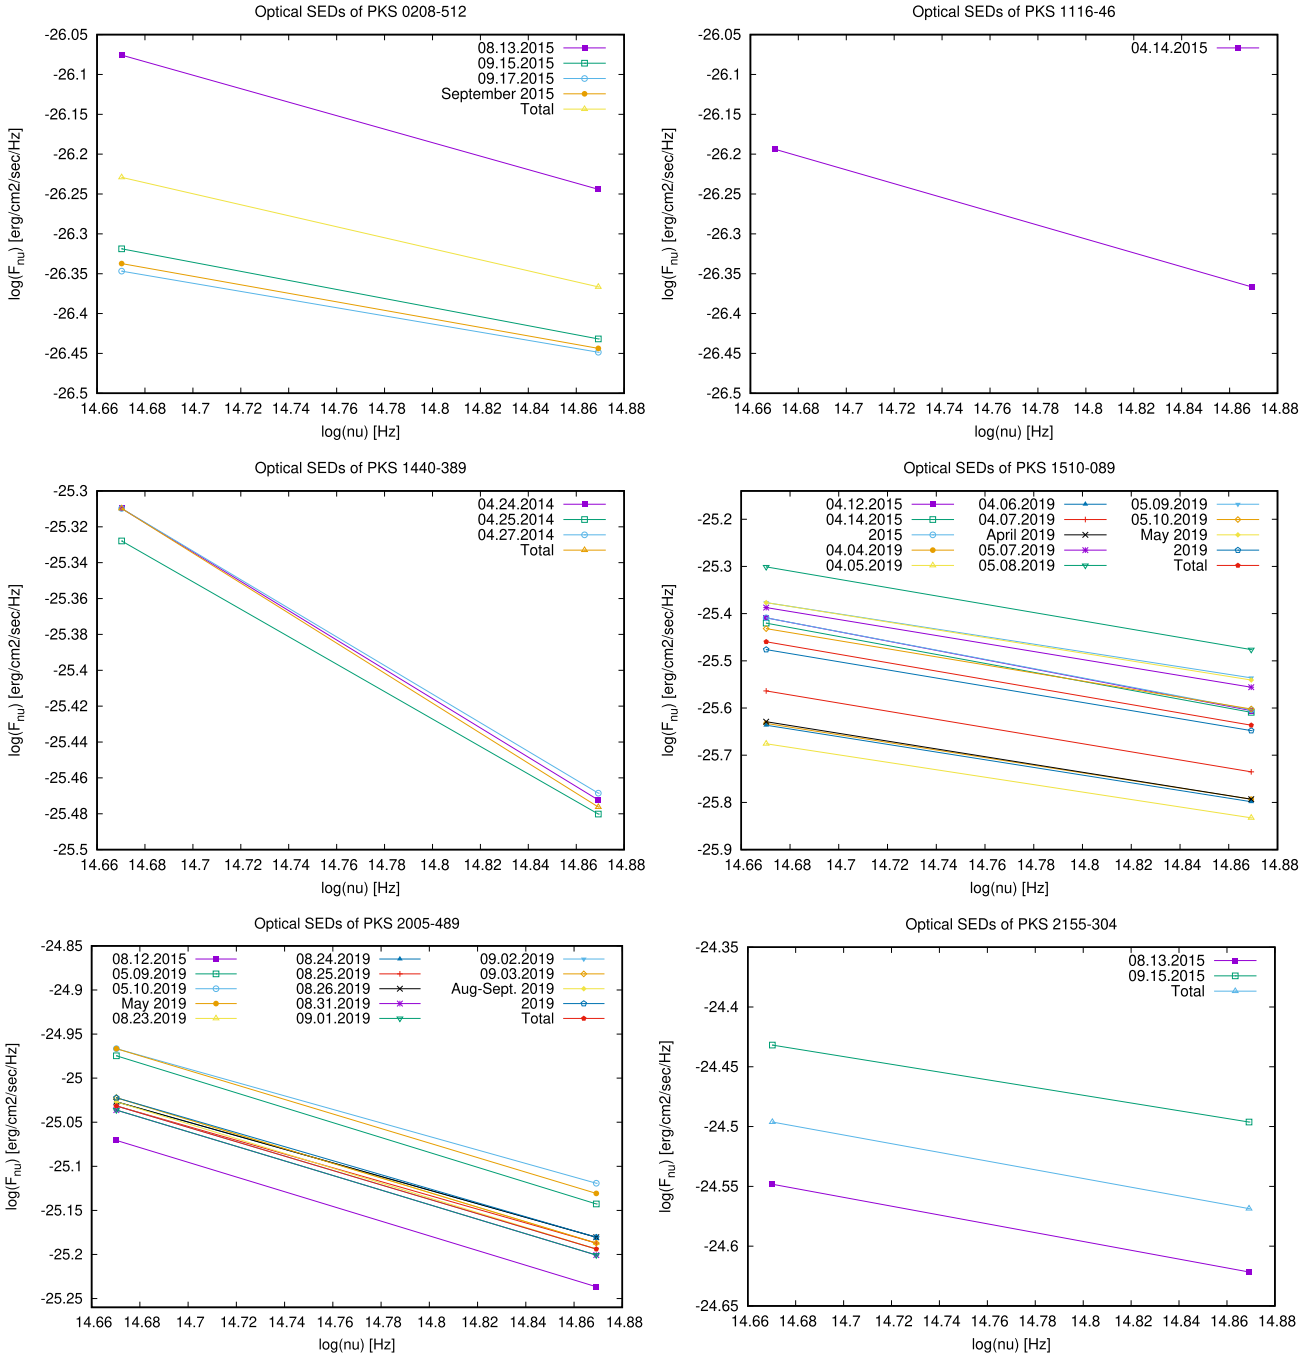 Optical SEDs of PKS 0208-512
log(Fnu) [erg/cm2/sec/Hz]
-26.05
-26.1
-26.15
-26.2
-26.25
-26.3
-26.35
-26.4
-26.45
-26.5
08.13.2015
09.15.2015
09.17.2015
September 2015
Total
14.66 14.68 14.7 14.72 14.74 14.76 14.78 14.8 14.82 14.84 14.86 14.88
log(nu) [Hz]
Optical SEDs of PKS 1116-46
log(Fnu) [erg/cm2/sec/Hz]
-26.05
-26.1
-26.15
-26.2
-26.25
-26.3
-26.35
-26.4
-26.45
-26.5
04.14.2015
14.66 14.68 14.7 14.72 14.74 14.76 14.78 14.8 14.82 14.84 14.86 14.88
log(nu) [Hz]
Optical SEDs of PKS 1440-389
log(Fnu) [erg/cm2/sec/Hz]
-25.3
-25.32
-25.34
-25.36
-25.38
-25.4
-25.42
-25.44
-25.46
-25.48
-25.5
04.24.2014
04.25.2014
04.27.2014
Total
14.66 14.68 14.7 14.72 14.74 14.76 14.78 14.8 14.82 14.84 14.86 14.88
log(nu) [Hz]
Optical SEDs of PKS 1510-089
log(Fnu) [erg/cm2/sec/Hz]
-25.2
-25.3
-25.4
-25.5
-25.6
-25.7
-25.8
-25.9
04.12.2015 04.06.2019 05.09.2019
04.14.2015 04.07.2019 05.10.2019
2015 April 2019 May 2019
04.04.2019 05.07.2019 2019
04.05.2019 05.08.2019 Total
14.66 14.68 14.7 14.72 14.74 14.76 14.78 14.8 14.82 14.84 14.86 14.88
log(nu) [Hz]
Optical SEDs of PKS 2005-489
log(Fnu) [erg/cm2/sec/Hz]
-24.85
-24.9
-24.95
-25
-25.05
-25.1
-25.15
-25.2
-25.25
08.12.2015 08.24.2019 09.02.2019
05.09.2019 08.25.2019 09.03.2019
05.10.2019 08.26.2019 Aug-Sept. 2019
May 2019 08.31.2019 2019
08.23.2019 09.01.2019 Total
14.66 14.68 14.7 14.72 14.74 14.76 14.78 14.8 14.82 14.84 14.86 14.88
log(nu) [Hz]
Optical SEDs of PKS 2155-304
log(Fnu) [erg/cm2/sec/Hz]
-24.35
-24.4
-24.45
-24.5
-24.55
-24.6
-24.65
08.13.2015
09.15.2015
Total
14.66 14.68 14.7 14.72 14.74 14.76 14.78 14.8 14.82 14.84 14.86 14.88
log(nu) [Hz]